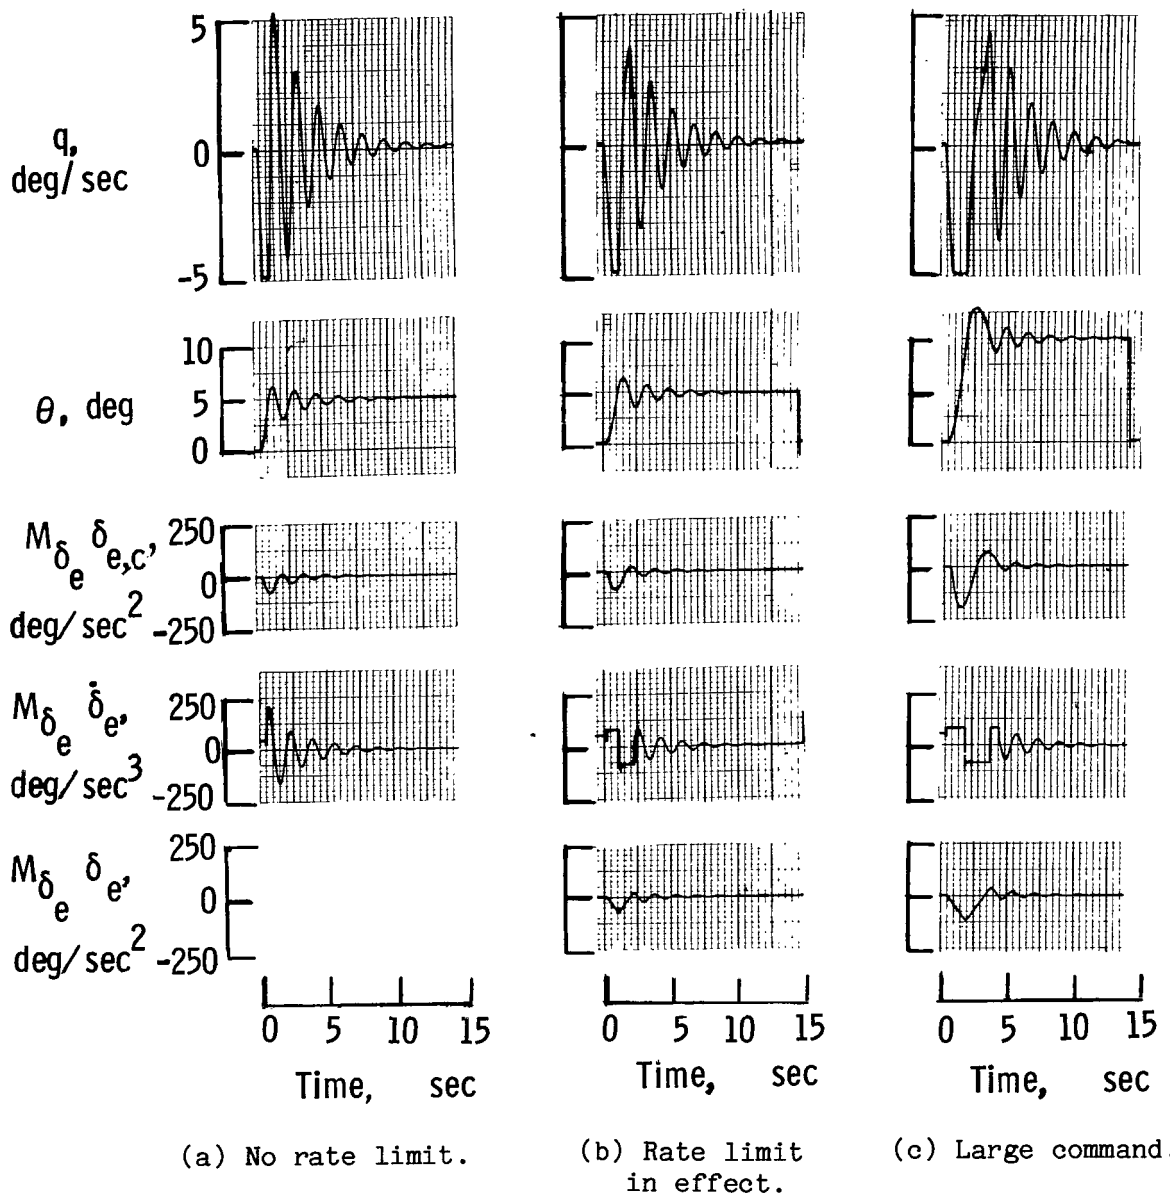 5
q,
0
deg/sec
-5
10
θ, deg
5
0
M_δe δ_e,c,
250
0
deg/sec²
-250
M_δe δ̇_e,
250
0
deg/sec³
-250
M_δe δ_e,
250
0
deg/sec²
-250
0 5 10 15
Time, sec
0 5 10 15
Time, sec
0 5 10 15
Time, sec
(a) No rate limit.
(b) Rate limit
in effect.
(c) Large command.